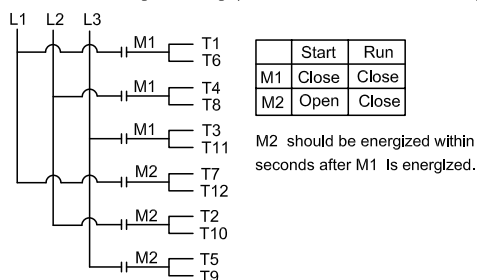 L1 L2 L3
M1 T1
T6
M1 T4
T8
M1 T3
T11
M2 T7
T12
M2 T2
T10
M2 T5
T9
Start Run
M1 Close Close
M2 Open Close
M2 should be energized within
seconds after M1 Is energized.